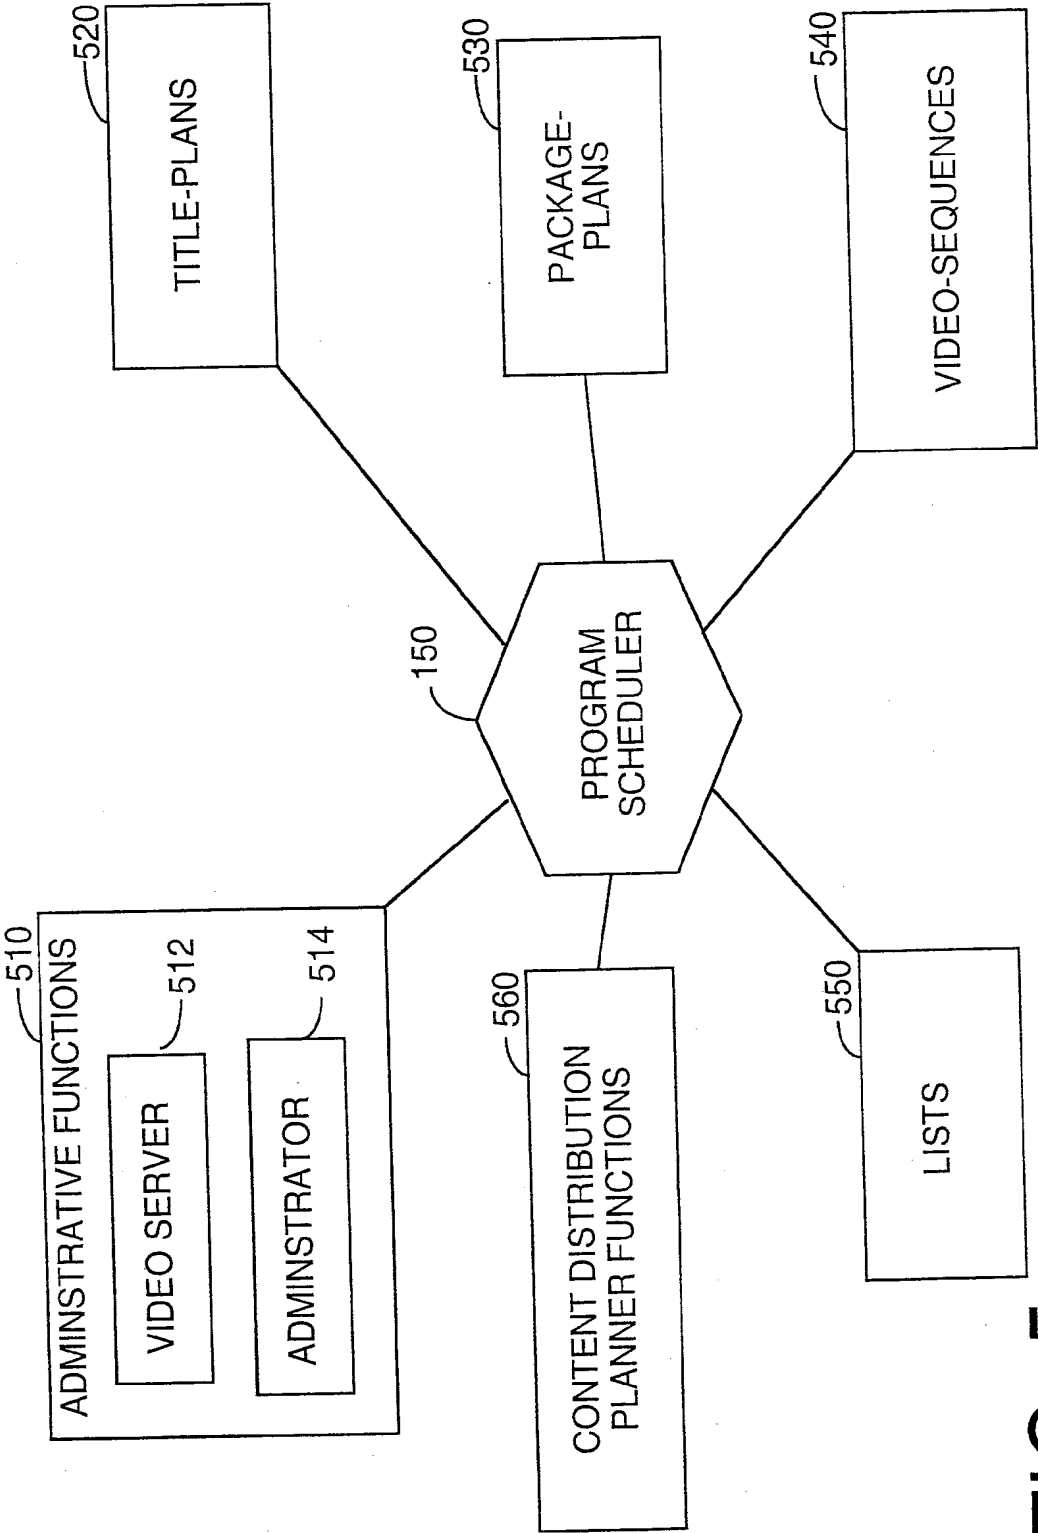 510
ADMINSTRATIVE FUNCTIONS
512
VIDEO SERVER
514
ADMINSTRATOR
520
TITLE-PLANS
150
PROGRAM
SCHEDULER
530
PACKAGE-
PLANS
560
CONTENT DISTRIBUTION
PLANNER FUNCTIONS
540
VIDEO-SEQUENCES
550
LISTS